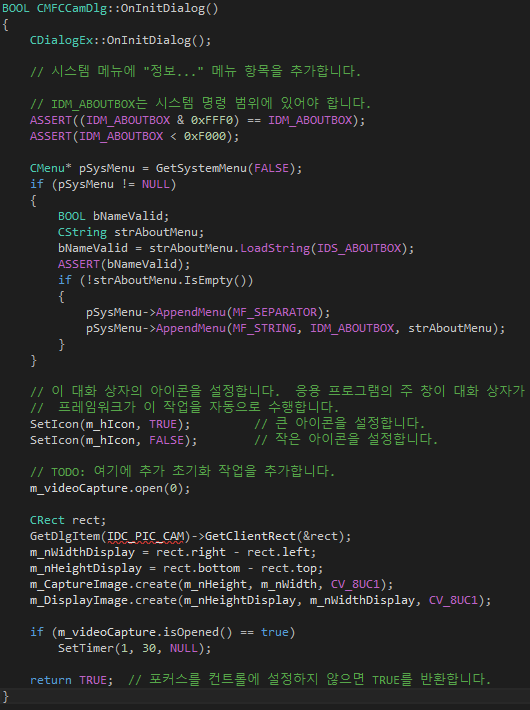 BOOL CMFCCamDlg::OnInitDialog()
{
CDialogEx::OnInitDialog();
// 시스템 메뉴에 "정보..." 메뉴 항목을 추가합니다.
// IDM_ABOUTBOX는 시스템 명령 범위에 있어야 합니다.
ASSERT((IDM_ABOUTBOX & 0xFFF0) == IDM_ABOUTBOX);
ASSERT(IDM_ABOUTBOX < 0xF000);
CMenu* pSysMenu = GetSystemMenu(FALSE);
if (pSysMenu != NULL)
{
BOOL bNameValid;
CString strAboutMenu;
bNameValid = strAboutMenu.LoadString(IDS_ABOUTBOX);
ASSERT(bNameValid);
if (!strAboutMenu.IsEmpty())
{
pSysMenu->AppendMenu(MF_SEPARATOR);
pSysMenu->AppendMenu(MF_STRING, IDM_ABOUTBOX, strAboutMenu);
}
}
// 이 대화 상자의 아이콘을 설정합니다.  응용 프로그램의 주 창이 대화 상자가
//  프레임워크가 이 작업을 자동으로 수행합니다.
SetIcon(m_hIcon, TRUE);			// 큰 아이콘을 설정합니다.
SetIcon(m_hIcon, FALSE);		// 작은 아이콘을 설정합니다.
// TODO: 여기에 추가 초기화 작업을 추가합니다.
m_videoCapture.open(0);
CRect rect;
GetDlgItem(IDC_PIC_CAM)->GetClientRect(&rect);
m_nWidthDisplay = rect.right - rect.left;
m_nHeightDisplay = rect.bottom - rect.top;
m_CaptureImage.create(m_nHeight, m_nWidth, CV_8UC1);
m_DisplayImage.create(m_nHeightDisplay, m_nWidthDisplay, CV_8UC1);
if (m_videoCapture.isOpened() == true)
SetTimer(1, 30, NULL);
return TRUE;  // 포커스를 컨트롤에 설정하지 않으면 TRUE를 반환합니다.
}